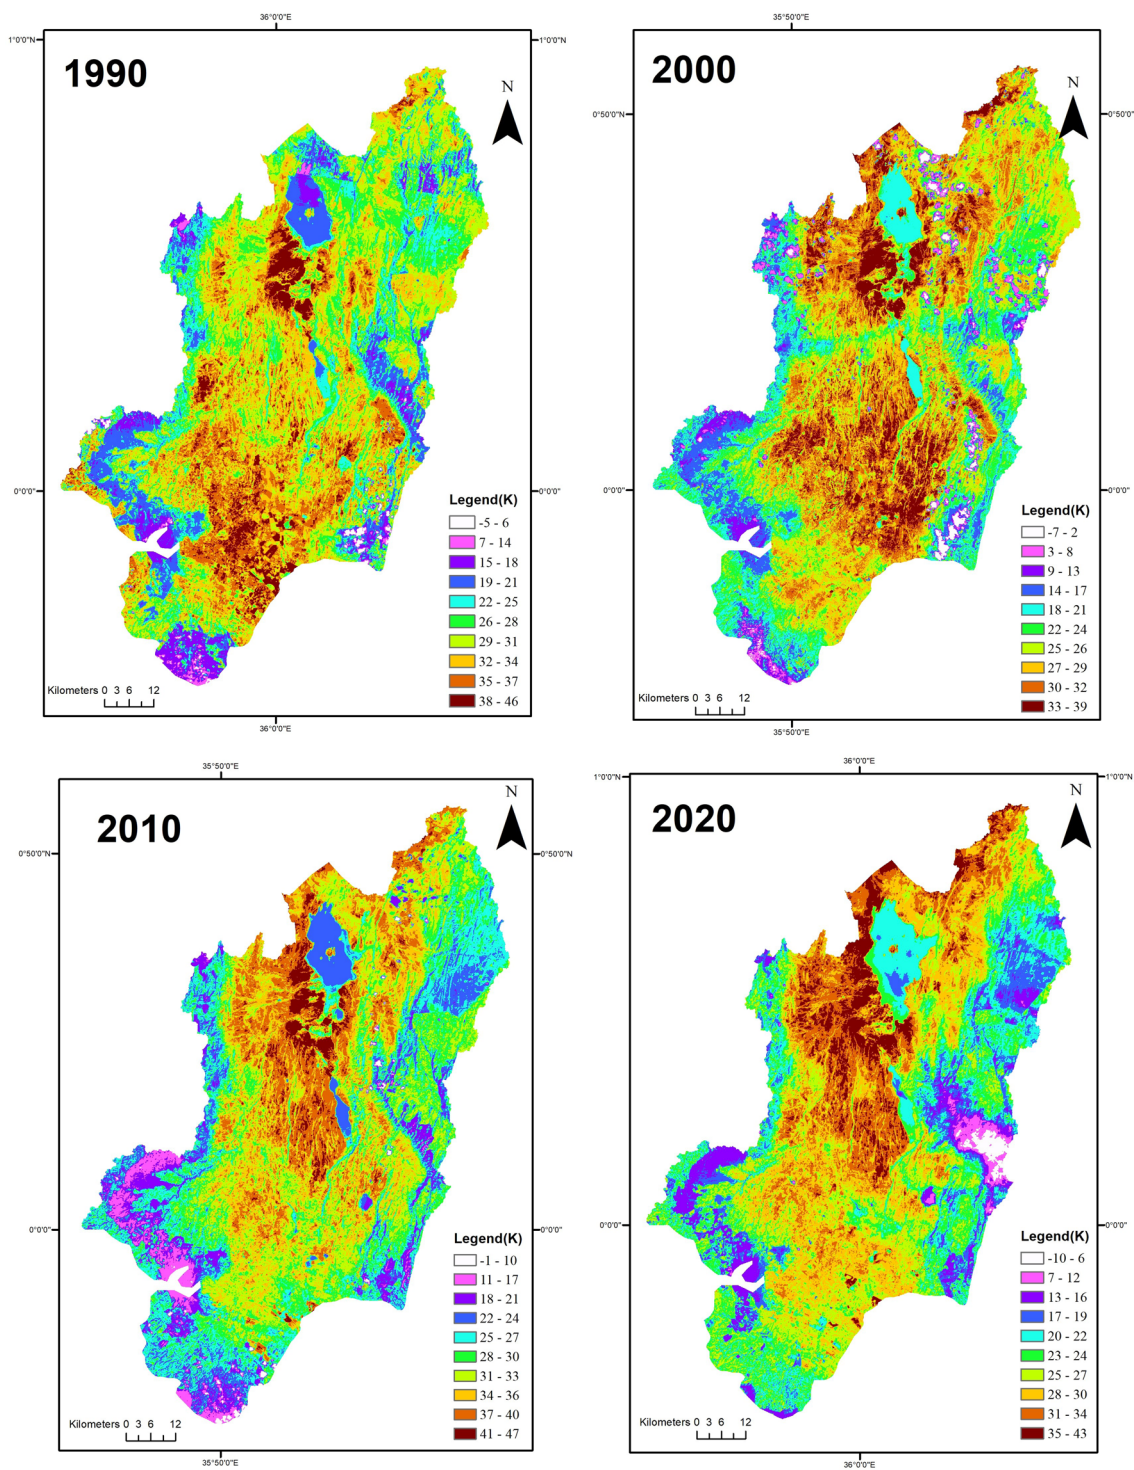 36°0'0"E
1°0'0"N
1°0'0"N
1990
N
0°0'0"
0°0'0"
Legend(K)
-5 - 6
7 - 14
15 - 18
19 - 21
22 - 25
26 - 28
29 - 31
32 - 34
35 - 37
38 - 46
Kilometers 0 3 6 12
36°0'0"E
35°50'0"E
2000
N
0°50'0"N
0°50'0"N
0°0'0"
0°0'0"
Legend(K)
-7 - 2
3 - 8
9 - 13
14 - 17
18 - 21
22 - 24
25 - 26
27 - 29
30 - 32
33 - 39
Kilometers 0 3 6 12
35°50'0"E
35°50'0"E
2010
N
0°50'0"N
0°50'0"N
0°0'0"
0°0'0"
Legend(K)
-1 - 10
11 - 17
18 - 21
22 - 24
25 - 27
28 - 30
31 - 33
34 - 36
37 - 40
41 - 47
Kilometers 0 3 6 12
35°50'0"E
36°0'0"E
1°0'0"N
1°0'0"N
2020
N
0°0'0"
0°0'0"
Legend(K)
-10 - 6
7 - 12
13 - 16
17 - 19
20 - 22
23 - 24
25 - 27
28 - 30
31 - 34
35 - 43
Kilometers 0 3 6 12
36°0'0"E